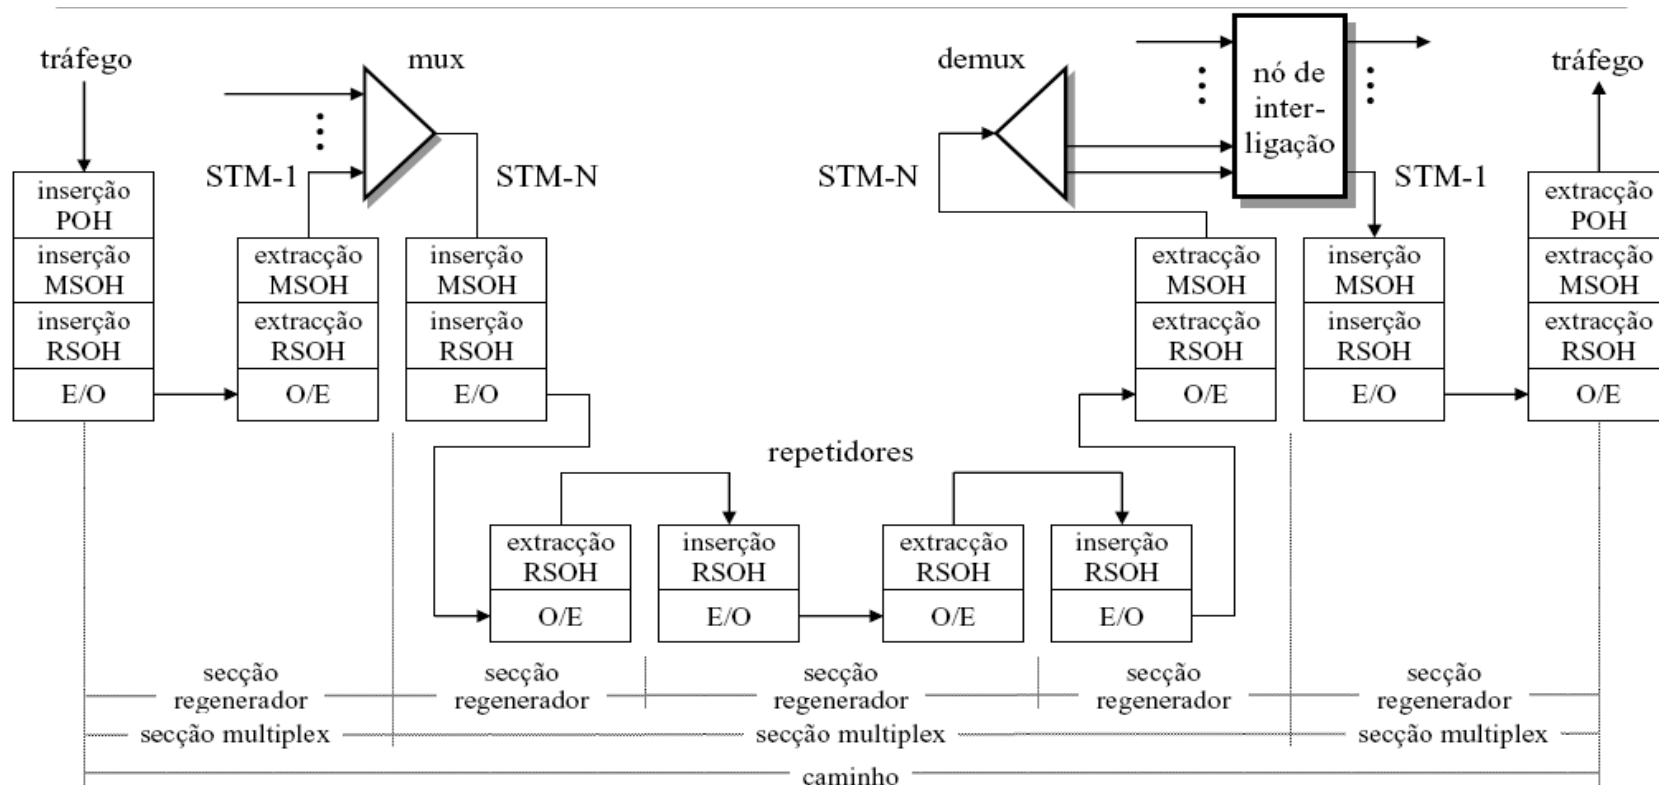 tráfego
mux
demux
nó de
inter-
ligação
tráfego
STM-1
STM-N
STM-N
STM-1
inserção
POH
inserção
MSOH
inserção
RSOH
E/O
extracção
MSOH
extracção
RSOH
O/E
inserção
MSOH
inserção
RSOH
E/O
extracção
MSOH
extracção
RSOH
O/E
inserção
MSOH
inserção
RSOH
E/O
extracção
POH
extracção
MSOH
extracção
RSOH
O/E
repetidores
extracção
RSOH
O/E
inserção
RSOH
E/O
extracção
RSOH
O/E
inserção
RSOH
E/O
secção
regenerador
secção
regenerador
secção
regenerador
secção
regenerador
secção
regenerador
secção multiplex
secção multiplex
secção multiplex
caminho